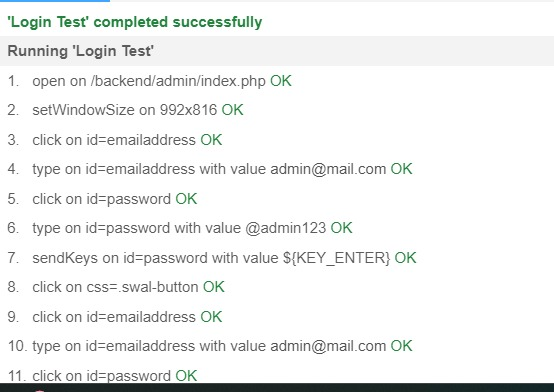 'Login Test' completed successfully
Running 'Login Test'
1. open on /backend/admin/index.php OK
2. setWindowSize on 992x816 OK
3. click on id=emailaddress OK
4. type on id=emailaddress with value admin@mail.com OK
5. click on id=password OK
6. type on id=password with value @admin123 OK
7. sendKeys on id=password with value ${KEY_ENTER} OK
8. click on css=.swal-button OK
9. click on id=emailaddress OK
10. type on id=emailaddress with value admin@mail.com OK
11. click on id=password OK